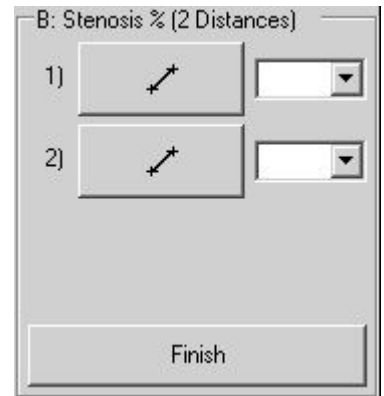 B: Stenosis % (2 Distances)
1)
2)
Finish